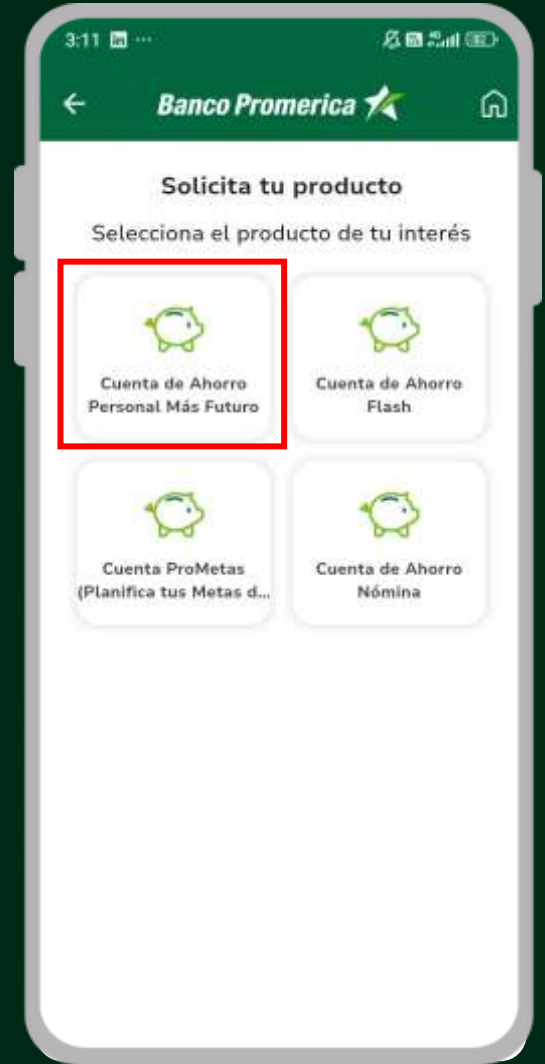 3:11
Banco Promerica
Solicita tu producto
Selecciona el producto de tu interés
Cuenta de Ahorro
Personal Más Futuro
Cuenta de Ahorro
Flash
Cuenta ProMetas
(Planifica tus Metas d...
Cuenta de Ahorro
Nómina